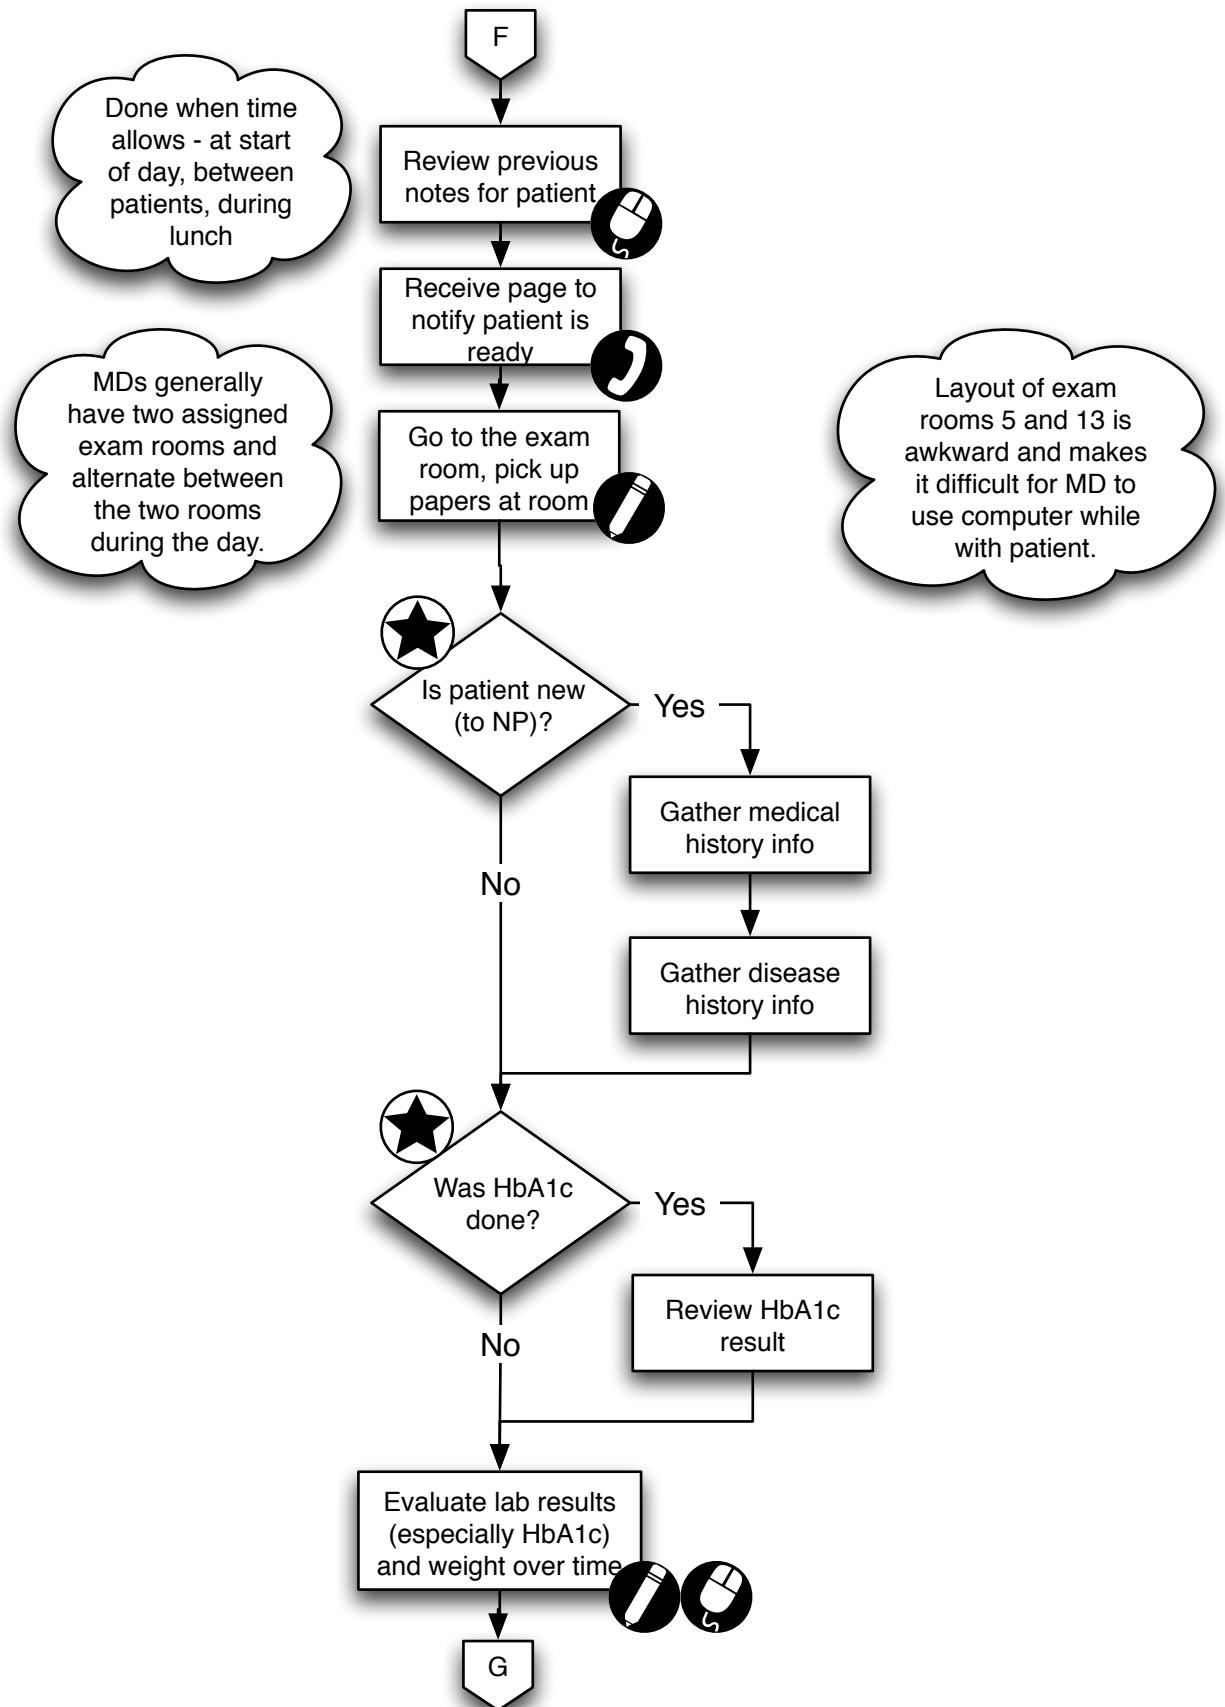 F
Done when time
allows - at start
of day, between
patients, during
lunch
Review previous
notes for patient
Receive page to
notify patient is
ready
MDs generally
have two assigned
exam rooms and
alternate between
the two rooms
during the day.
Go to the exam
room, pick up
papers at room
Layout of exam
rooms 5 and 13 is
awkward and makes
it difficult for MD to
use computer while
with patient.
Is patient new
(to NP)?
Yes
Gather medical
history info
No
Gather disease
history info
Was HbA1c
done?
Yes
Review HbA1c
result
No
Evaluate lab results
(especially HbA1c)
and weight over time
G